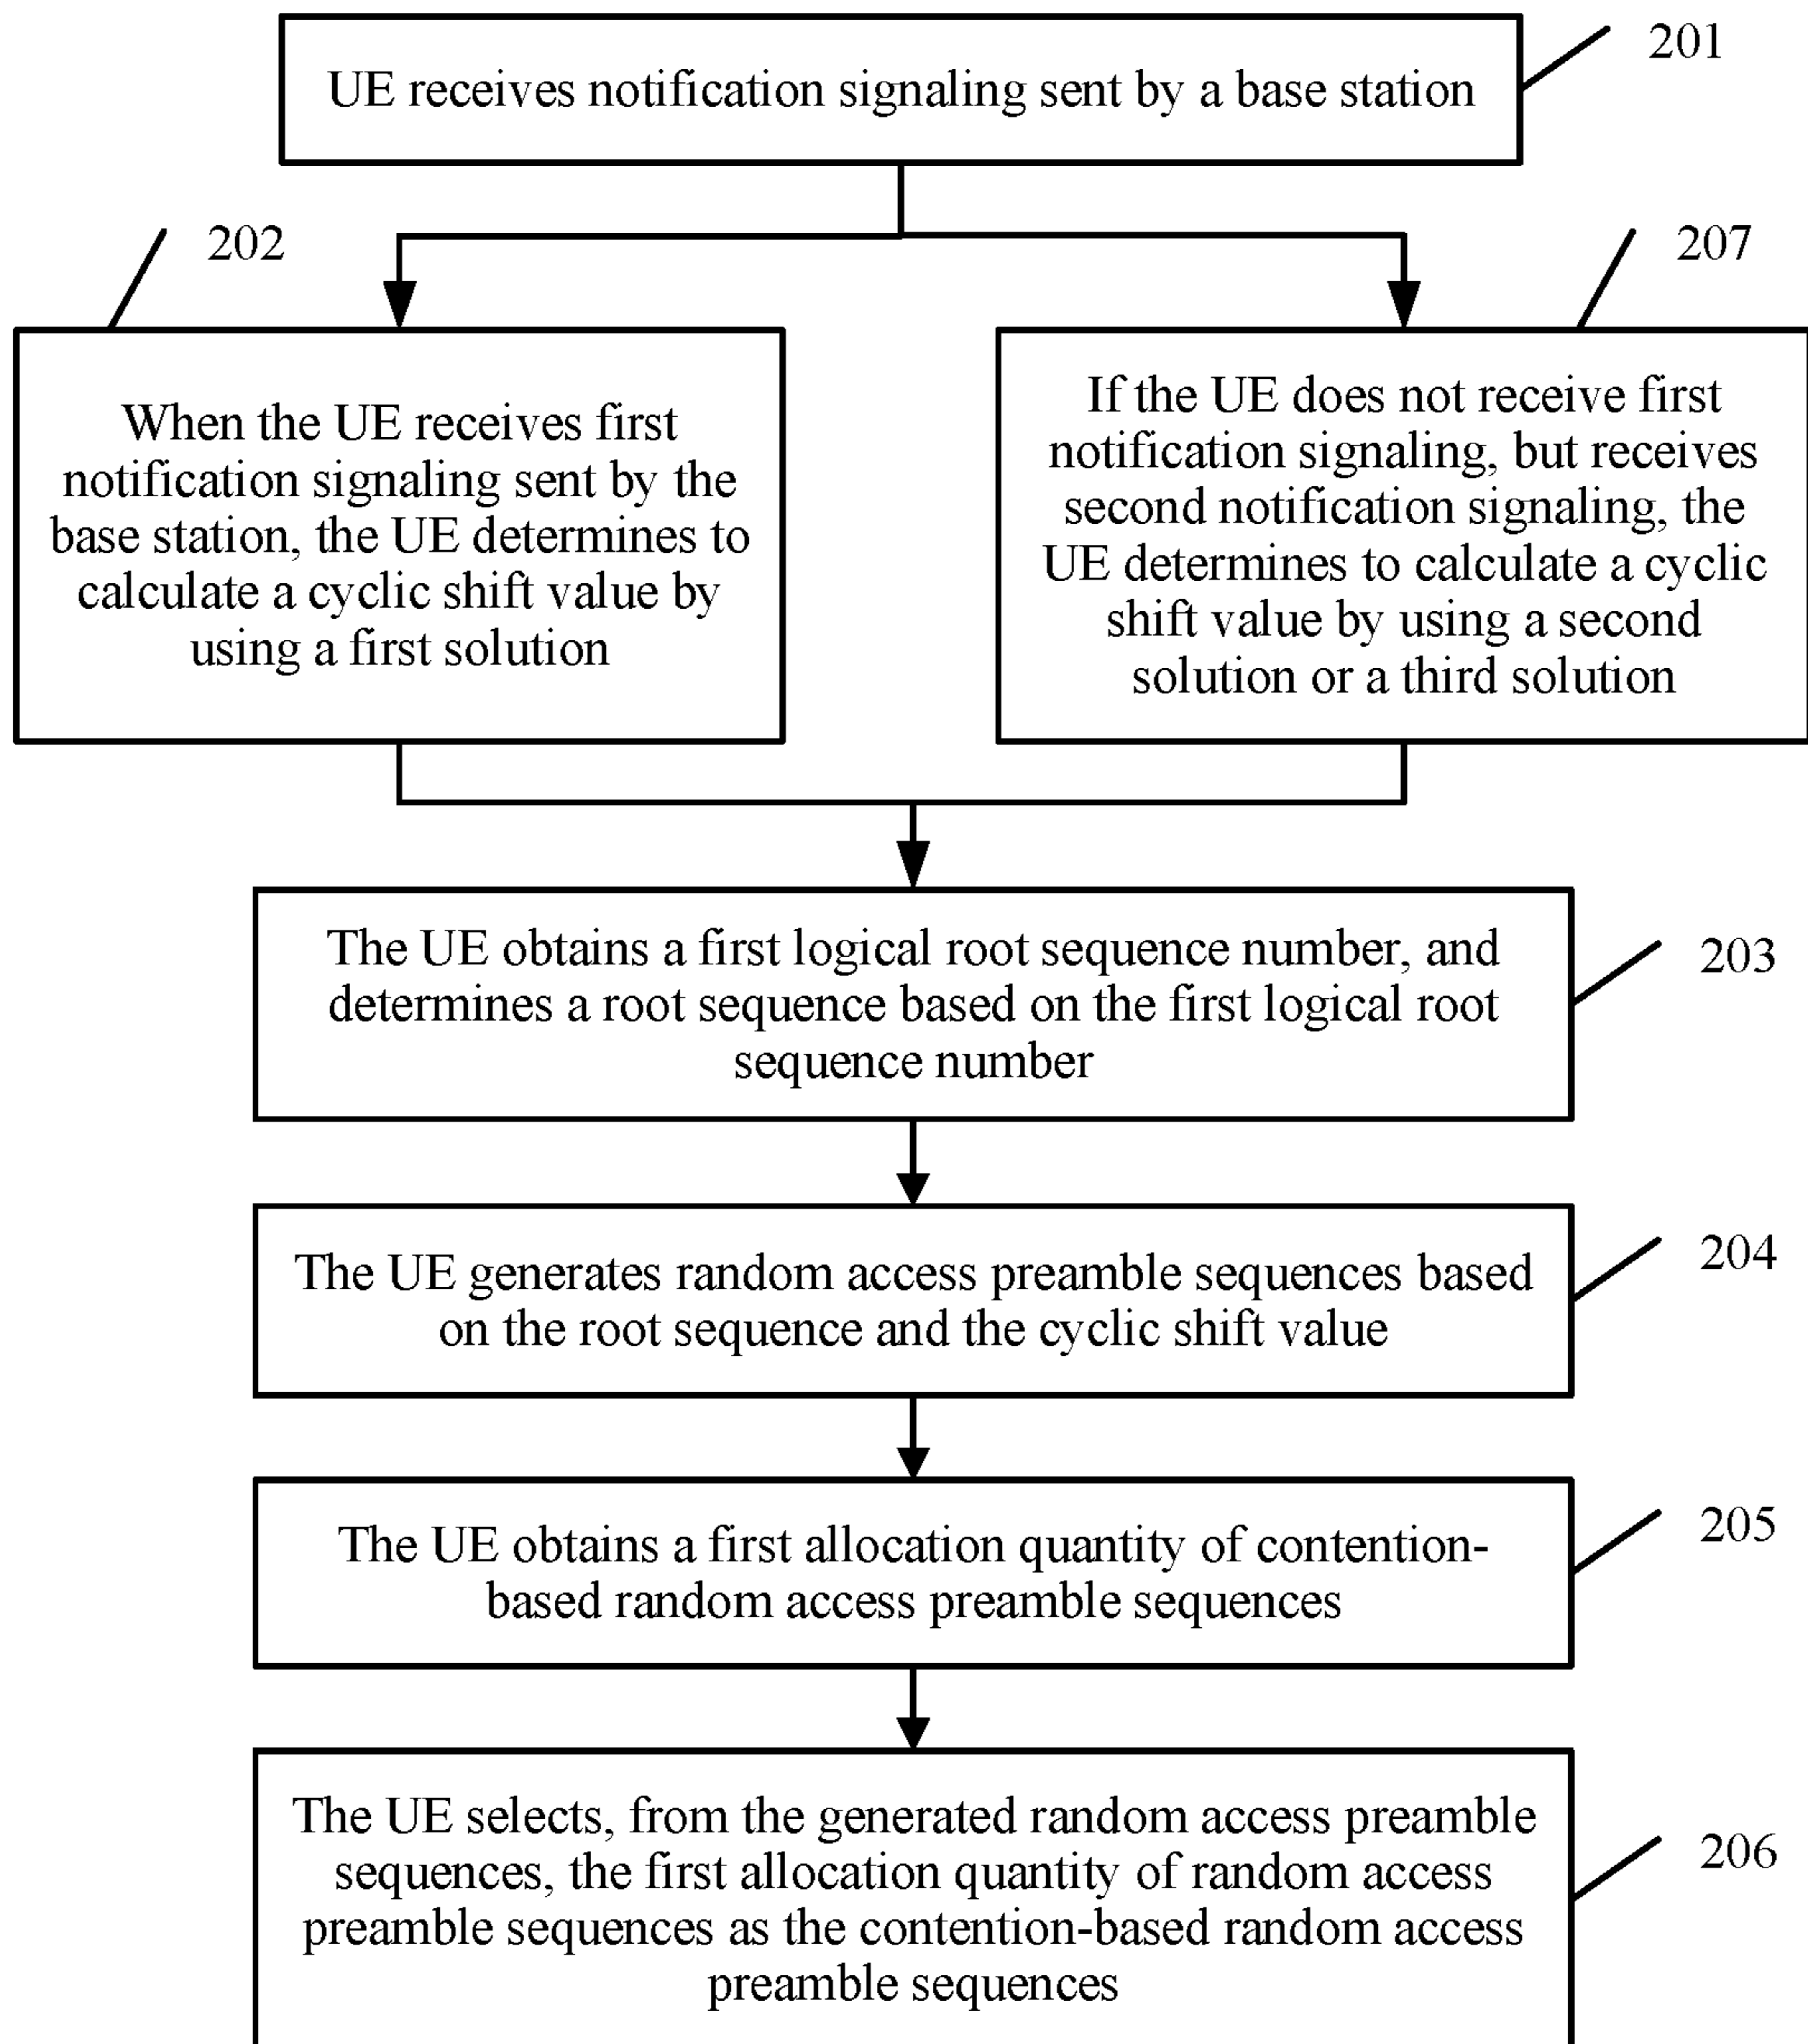 UE receives notification signaling sent by a base station
201
202
When the UE receives first
notification signaling sent by the
base station, the UE determines to
calculate a cyclic shift value by
using a first solution
207
If the UE does not receive first
notification signaling, but receives
second notification signaling, the
UE determines to calculate a cyclic
shift value by using a second
solution or a third solution
The UE obtains a first logical root sequence number, and
determines a root sequence based on the first logical root
sequence number
203
The UE generates random access preamble sequences based
on the root sequence and the cyclic shift value
204
The UE obtains a first allocation quantity of contention-
based random access preamble sequences
205
The UE selects, from the generated random access preamble
sequences, the first allocation quantity of random access
preamble sequences as the contention-based random access
preamble sequences
206